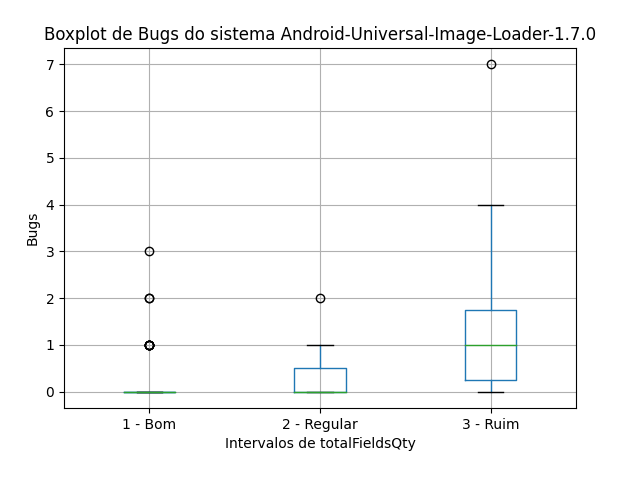 Boxplot de Bugs do sistema Android-Universal-Image-Loader-1.7.0
7
6
5
4
3
2
1
0
Bugs
1 - Bom
2 - Regular
3 - Ruim
Intervalos de totalFieldsQty